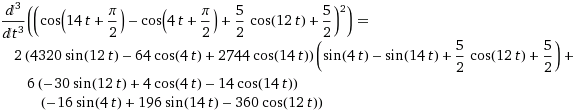 d³/dt³ ((cos(14 t + π/2) − cos(4 t + π/2) + 5/2 cos(12 t) + 5/2)²) =
2 (4320 sin(12 t) − 64 cos(4 t) + 2744 cos(14 t)) (sin(4 t) − sin(14 t) + 5/2 cos(12 t) + 5/2) +
6 (−30 sin(12 t) + 4 cos(4 t) − 14 cos(14 t))
(−16 sin(4 t) + 196 sin(14 t) − 360 cos(12 t))